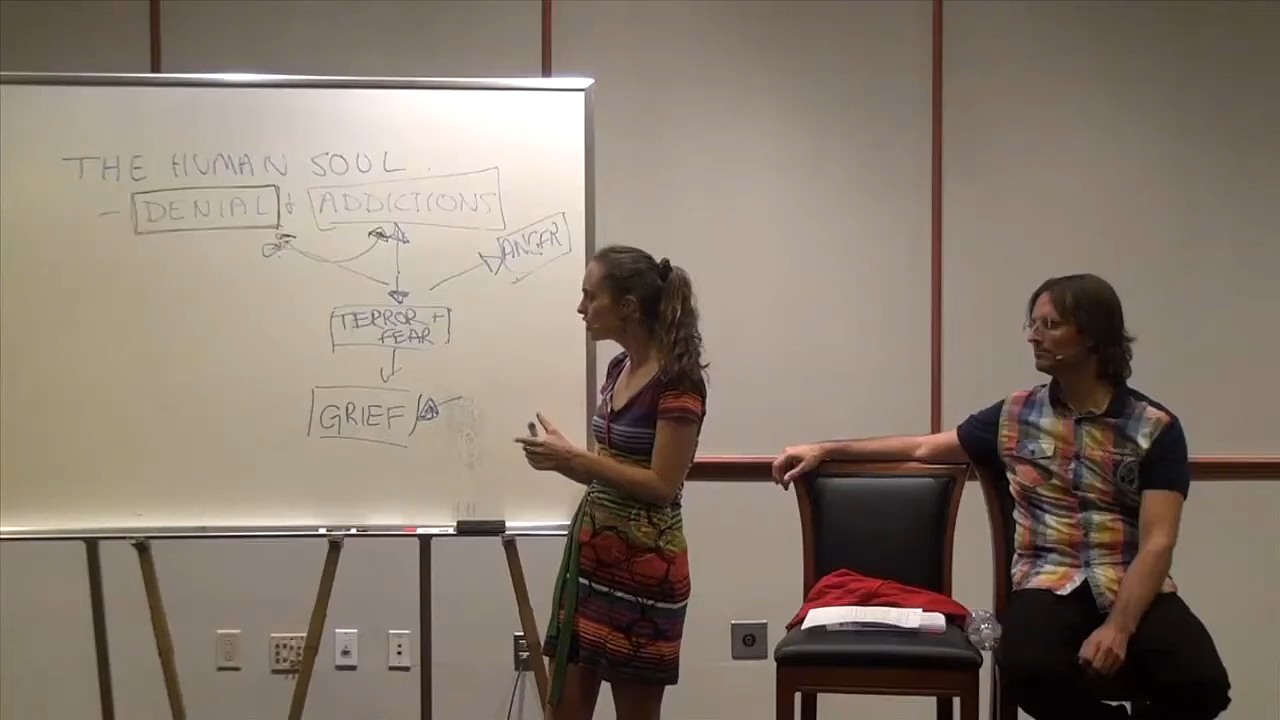 THE HUMAN SOUL.
- DENIAL & ADDICTIONS
ANGER
TERROR +
FEAR
GRIEF